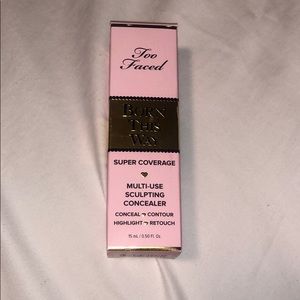 Too
Faced
BORN
THIS
WAY
SUPER COVERAGE
MULTI-USE
SCULPTING
CONCEALER
CONCEAL CONTOUR
HIGHLIGHT RETOUCH
15 mL / 0.50 Fl. Oz.